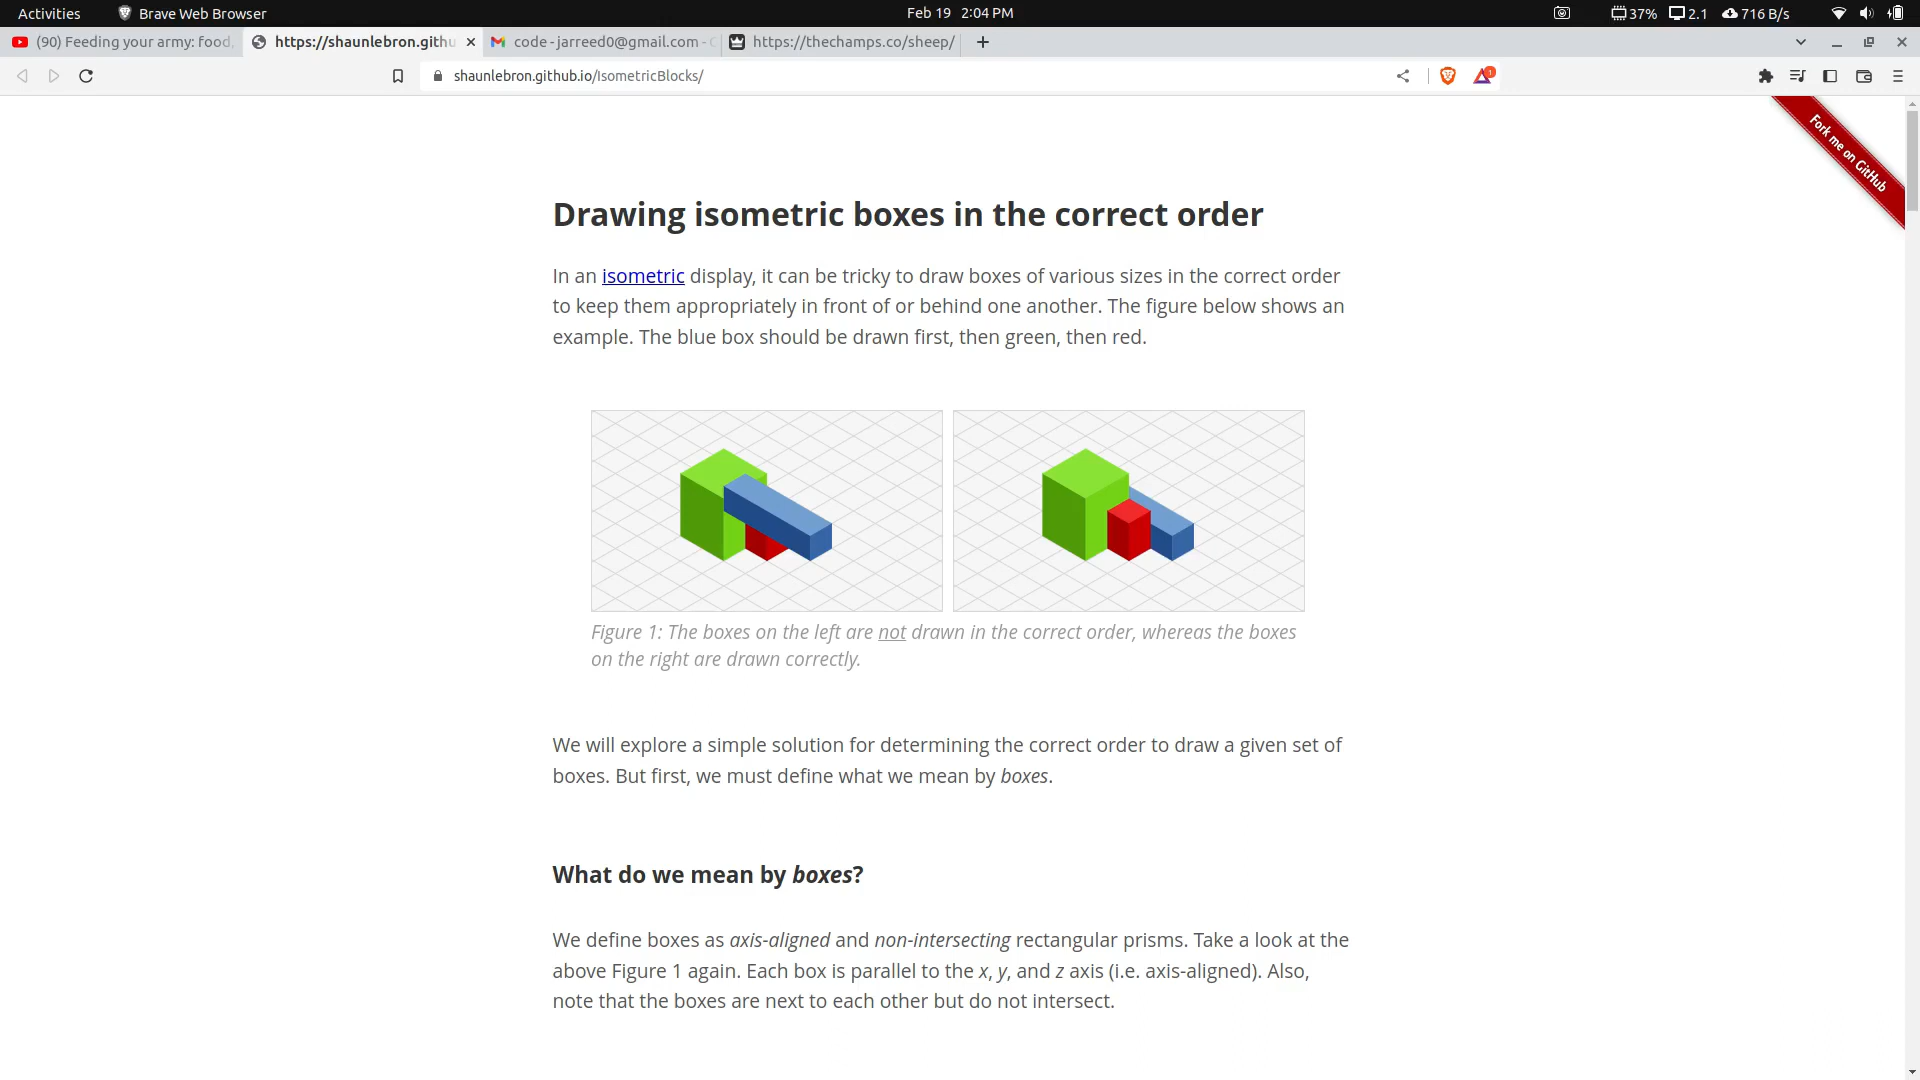 Activities
Brave Web Browser
Feb 19 2:04 PM
37%
2.1
716 B/s
(90) Feeding your army: food,
https://shaunlebron.githu
code - jarreed0@gmail.com -
https://thechamps.co/sheep/
shaunlebron.github.io/IsometricBlocks/
1
Fork me on GitHub
Drawing isometric boxes in the correct order
In an isometric display, it can be tricky to draw boxes of various sizes in the correct order
to keep them appropriately in front of or behind one another. The figure below shows an
example. The blue box should be drawn first, then green, then red.
Figure 1: The boxes on the left are not drawn in the correct order, whereas the boxes
on the right are drawn correctly.
We will explore a simple solution for determining the correct order to draw a given set of
boxes. But first, we must define what we mean by boxes.
What do we mean by boxes?
We define boxes as axis-aligned and non-intersecting rectangular prisms. Take a look at the
above Figure 1 again. Each box is parallel to the x, y, and z axis (i.e. axis-aligned). Also,
note that the boxes are next to each other but do not intersect.